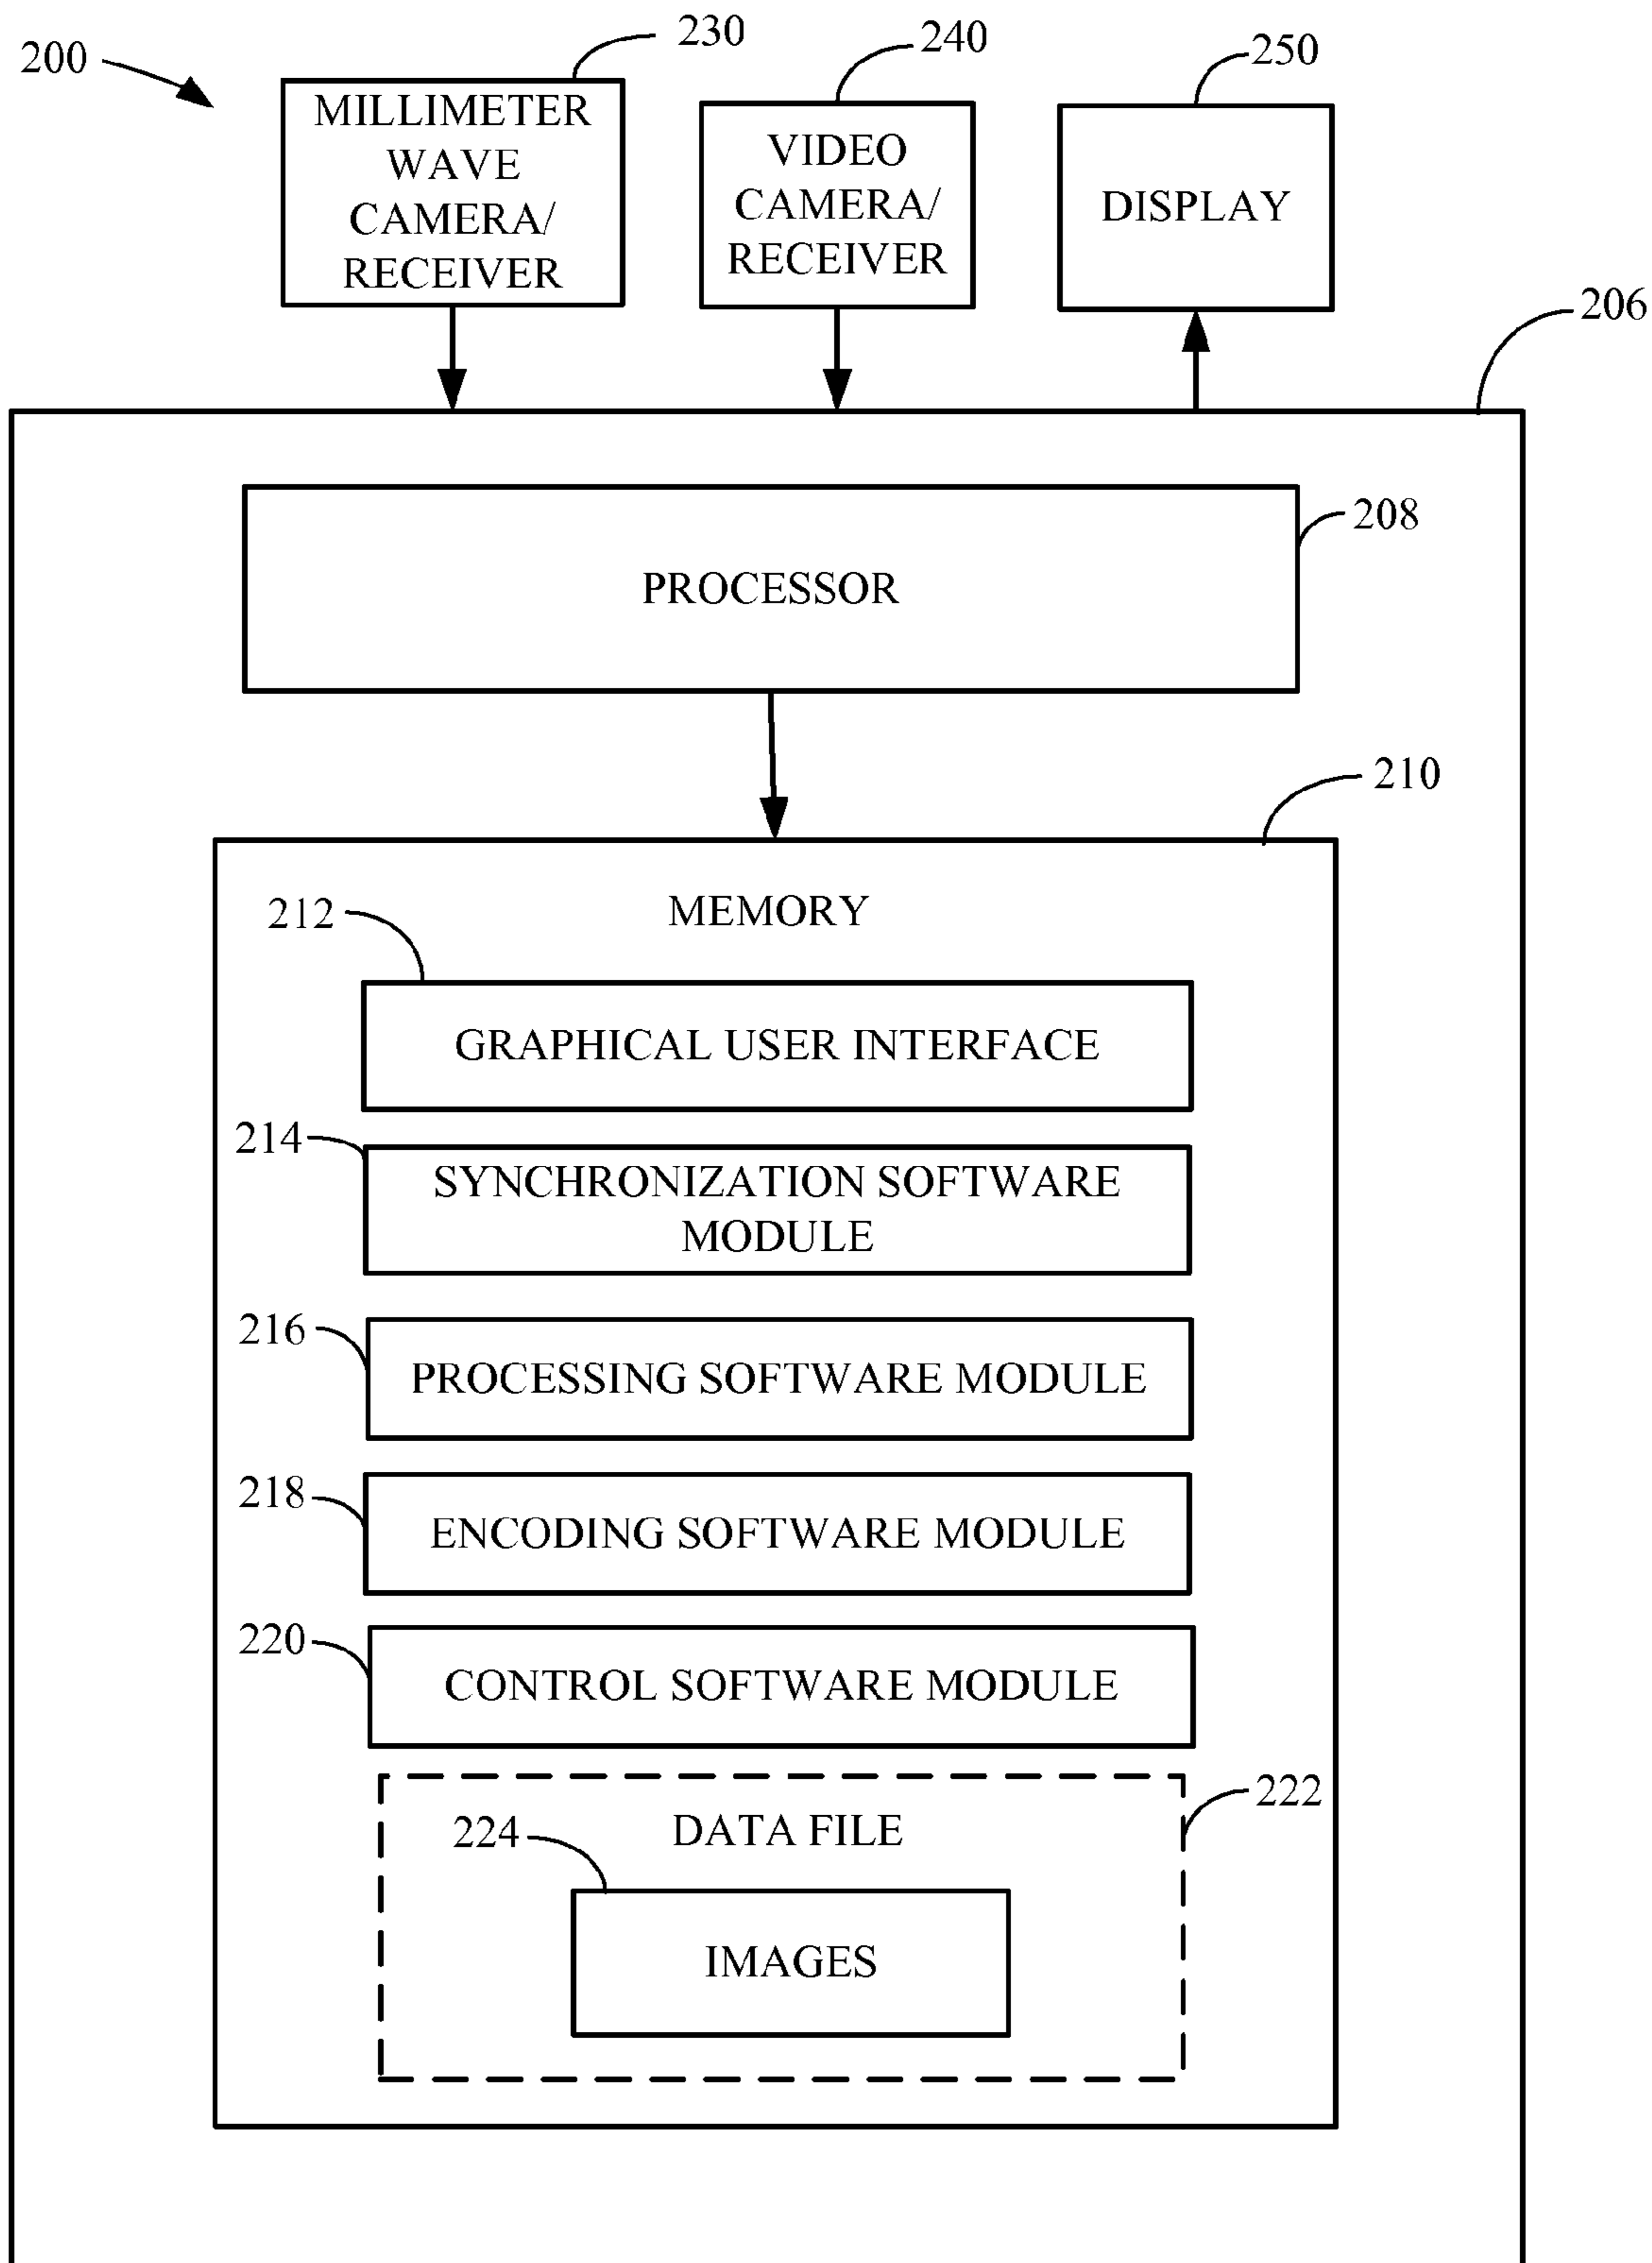 200
230
240
250
MILLIMETER
WAVE
CAMERA/
RECEIVER
VIDEO
CAMERA/
RECEIVER
DISPLAY
206
208
PROCESSOR
210
MEMORY
212
GRAPHICAL USER INTERFACE
214
SYNCHRONIZATION SOFTWARE
MODULE
216
PROCESSING SOFTWARE MODULE
218
ENCODING SOFTWARE MODULE
220
CONTROL SOFTWARE MODULE
222
DATA FILE
224
IMAGES